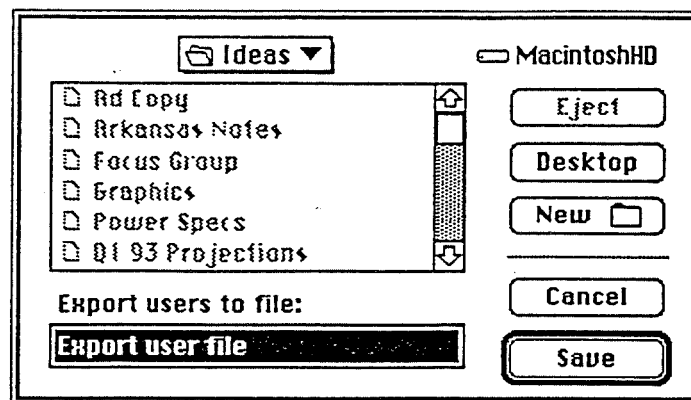 Ideas
MacintoshHD
Ad Copy
Arkansas Notes
Focus Group
Graphics
Power Specs
Q1 93 Projections
Eject
Desktop
New
Export users to file:
Export user file
Cancel
Save